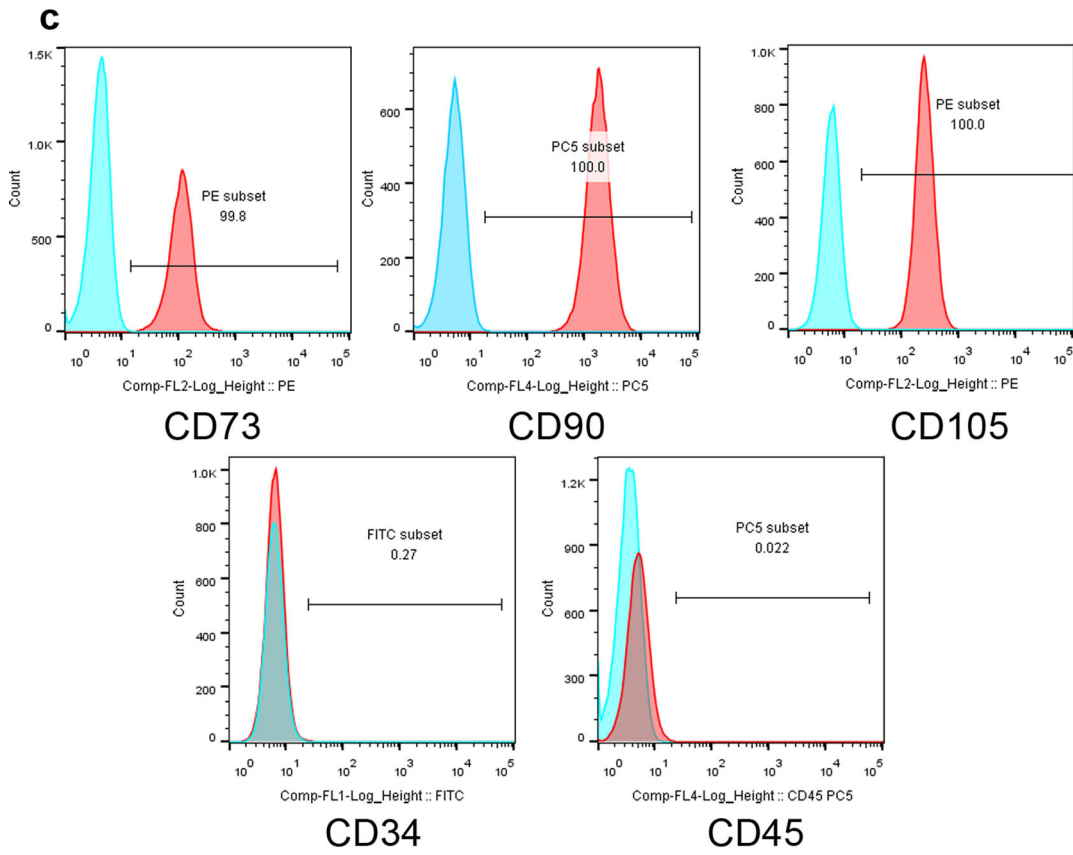 c
1.5K
1.0K
500
0
Count
PE subset
99.8
10^0 10^1 10^2 10^3 10^4 10^5
Comp-FL2-Log_Height :: PE
CD73
600
400
200
0
Count
PC5 subset
100.0
10^0 10^1 10^2 10^3 10^4 10^5
Comp-FL4-Log_Height :: PC5
CD90
1.0K
800
600
400
200
0
Count
PE subset
100.0
10^0 10^1 10^2 10^3 10^4 10^5
Comp-FL2-Log_Height :: PE
CD105
1.0K
800
600
400
200
0
Count
FITC subset
0.27
10^0 10^1 10^2 10^3 10^4 10^5
Comp-FL1-Log_Height :: FITC
CD34
1.2K
900
600
300
0
Count
PC5 subset
0.022
10^0 10^1 10^2 10^3 10^4 10^5
Comp-FL4-Log_Height :: CD45 PC5
CD45